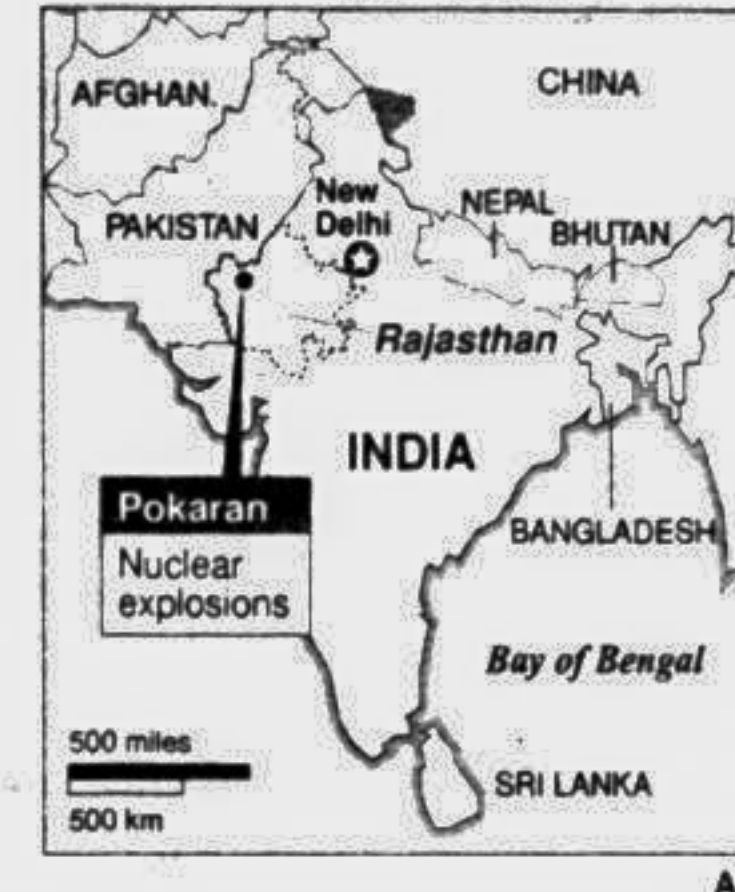 AFGHAN.
CHINA
New
Delhi
NEPAL
PAKISTAN
BHUTAN
Rajasthan
INDIA
Pokaran
Nuclear
explosions
BANGLADESH
Bay of Bengal
500 miles
500 km
SRI LANKA
A